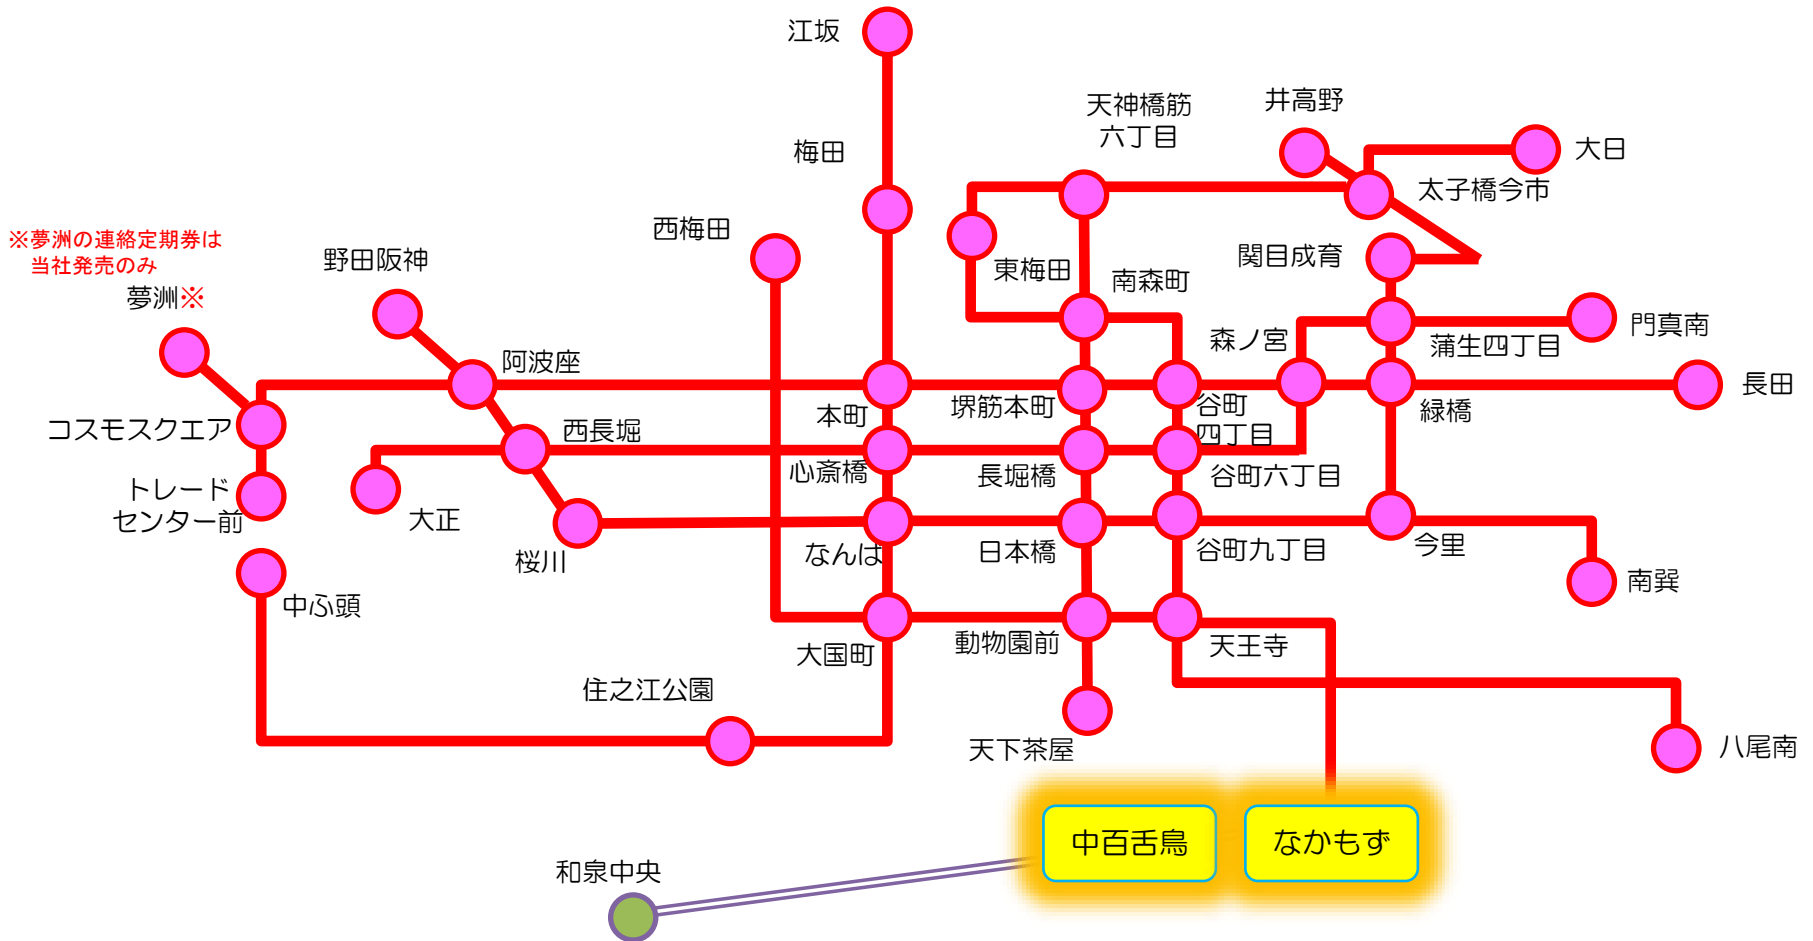 江坂
天神橋筋
六丁目
井高野
大日
梅田
太子橋今市
西梅田
※夢洲の連絡定期券は
当社発売のみ
夢洲※
野田阪神
東梅田
南森町
関目成育
門真南
森ノ宮
蒲生四丁目
阿波座
長田
本町
堺筋本町
谷町
四丁目
緑橋
コスモスクエア
西長堀
心斎橋
長堀橋
谷町六丁目
トレード
センター前
大正
桜川
なんば
日本橋
谷町九丁目
今里
南巽
中ふ頭
大国町
動物園前
天王寺
住之江公園
天下茶屋
八尾南
中百舌鳥
なかもず
和泉中央